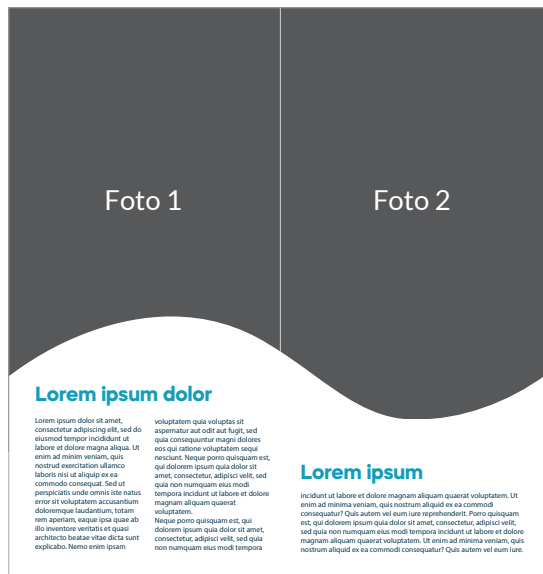 Foto 1
Foto 2
Lorem ipsum dolor
Lorem ipsum dolor sit amet,
consectetur adipiscing elit, sed do
eiusmod tempor incididunt ut
labore et dolore magna aliqua. Ut
enim ad minim veniam, quis
nostrud exercitation ullamco
laboris nisi ut aliquip ex ea
commodo consequat. Sed ut
perspiciatis unde omnis iste natus
error sit voluptatem accusantium
doloremque laudantium, totam
rem aperiam, eaque ipsa quae ab
illo inventore veritatis et quasi
architecto beatae vitae dicta sunt
explicabo. Nemo enim ipsam
voluptatem quia voluptas sit
aspernatur aut odit aut fugit, sed
quia consequuntur magni dolores
eos qui ratione voluptatem sequi
nesciunt. Neque porro quisquam est,
qui dolorem ipsum quia dolor sit
amet, consectetur, adipisci velit,
sed quia non numquam eius modi
tempora incidunt ut labore et dolore
magnam aliquam quaerat
voluptatem.
Neque porro quisquam est, qui
dolorem ipsum quia dolor sit amet,
consectetur, adipisci velit, sed quia
non numquam eius modi tempora
Lorem ipsum
incidunt ut labore et dolore magnam aliquam quaerat voluptatem. Ut
enim ad minima veniam, quis nostrum aliquid ex ea commodi
consequatur? Quis autem vel eum iure reprehenderit. Porro quisquam
est, qui dolorem ipsum quia dolor sit amet, consectetur, adipisci velit,
sed quia non numquam eius modi tempora incidunt ut labore et dolore
magnam aliquam quaerat voluptatem. Ut enim ad minima veniam, quis
nostrum aliquid ex ea commodi consequatur? Quis autem vel eum iure.